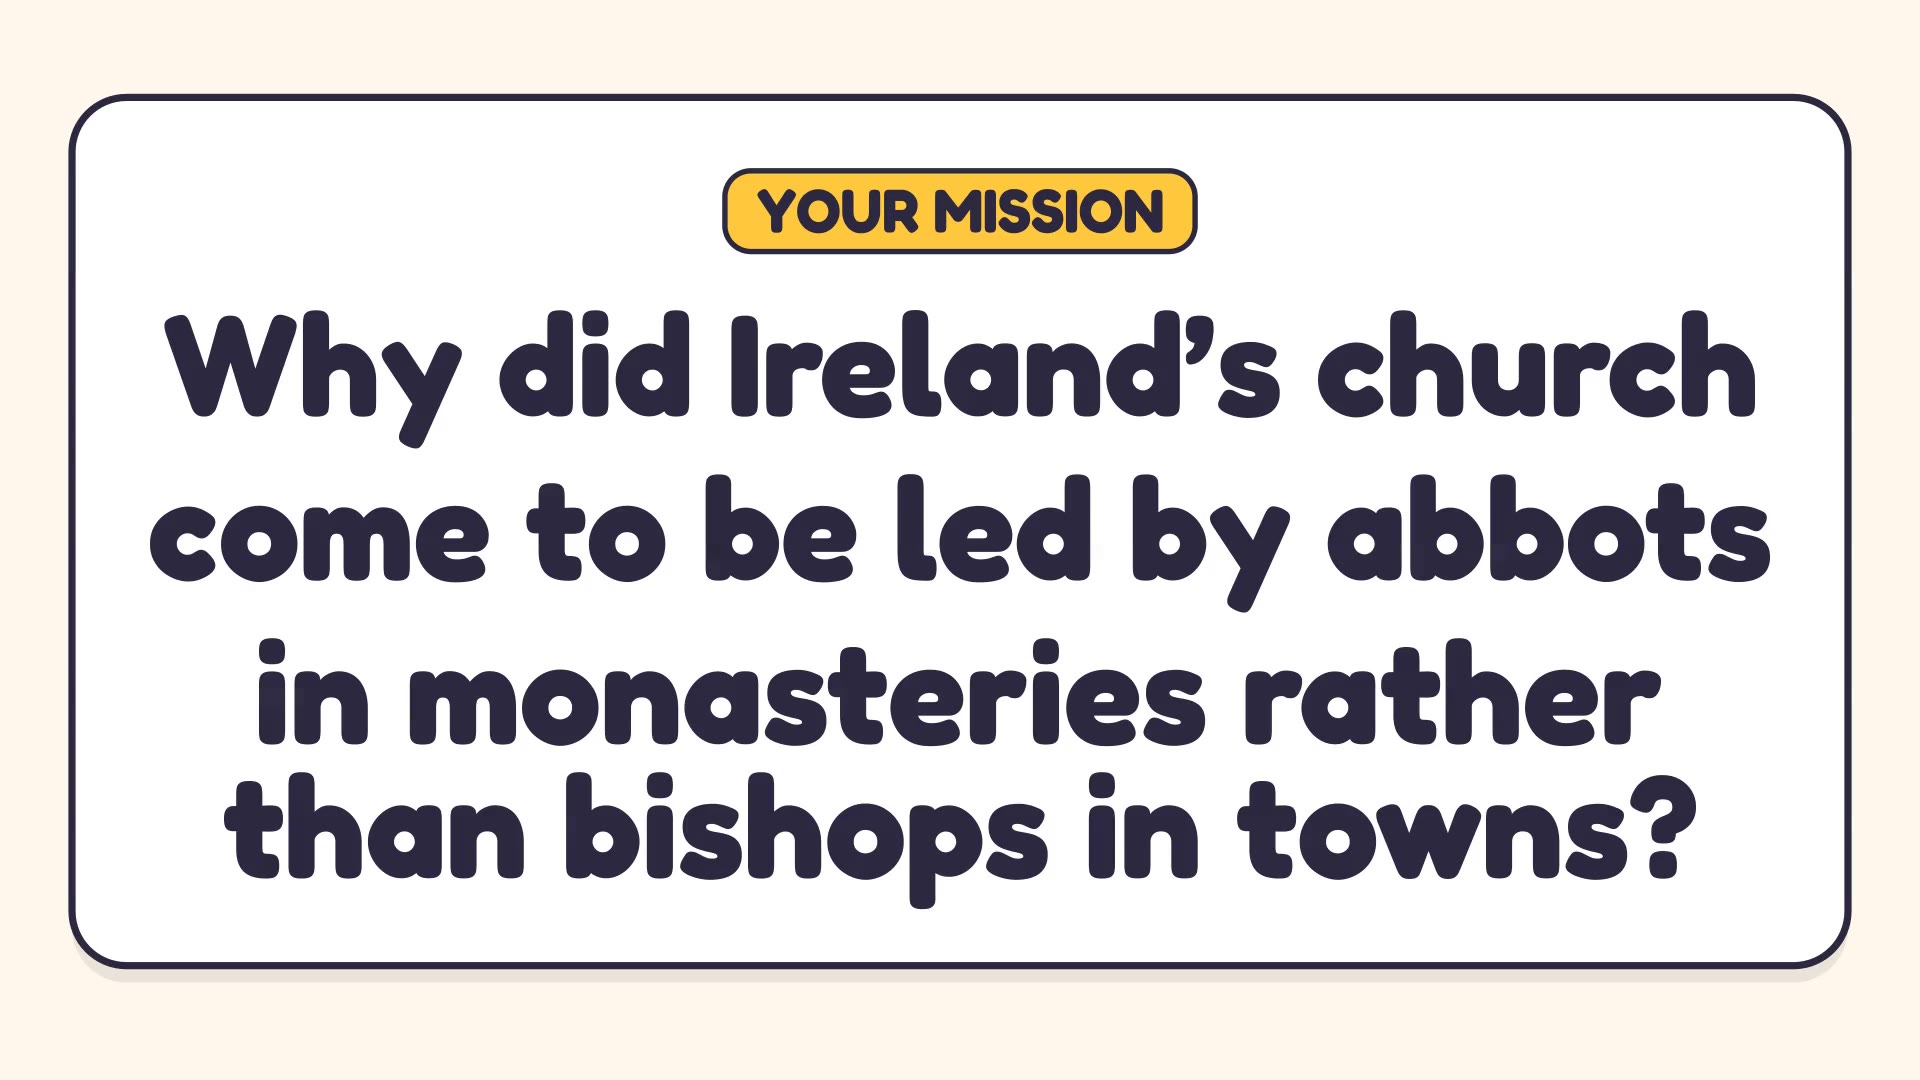 YOUR MISSION
Why did Ireland’s church
come to be led by abbots
in monasteries rather
than bishops in towns?